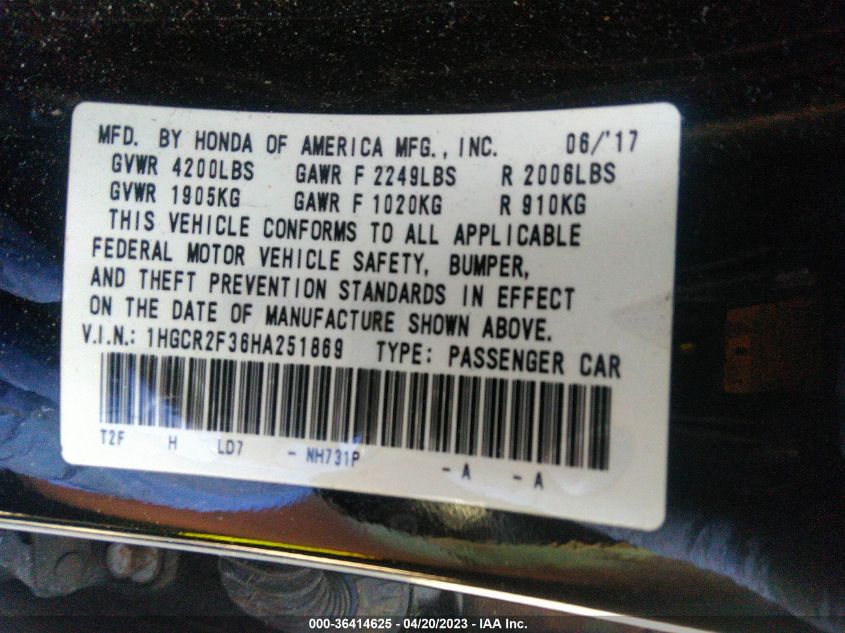 MFD. BY HONDA OF AMERICA MFG., INC. 06/'17
GVWR 4200LBS GAWR F 2249LBS R 2006LBS
GVWR 1905KG GAWR F 1020KG R 910KG
THIS VEHICLE CONFORMS TO ALL APPLICABLE
FEDERAL MOTOR VEHICLE SAFETY, BUMPER,
AND THEFT PREVENTION STANDARDS IN EFFECT
ON THE DATE OF MANUFACTURE SHOWN ABOVE.
V.I.N.: 1HGCR2F36HA251869 TYPE: PASSENGER CAR
T2F H LD7 - NH731P - A - A
000-36414625 - 04/20/2023 - IAA Inc.